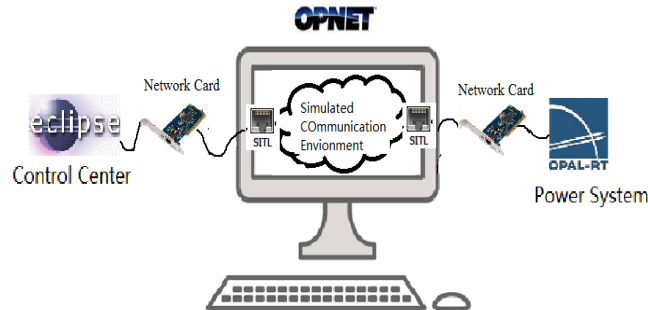 OPNET
Network Card
eclipse
Control Center
SITL
Simulated
COmmunication
Envionment
SITL
Network Card
OPAL-RT
Power System